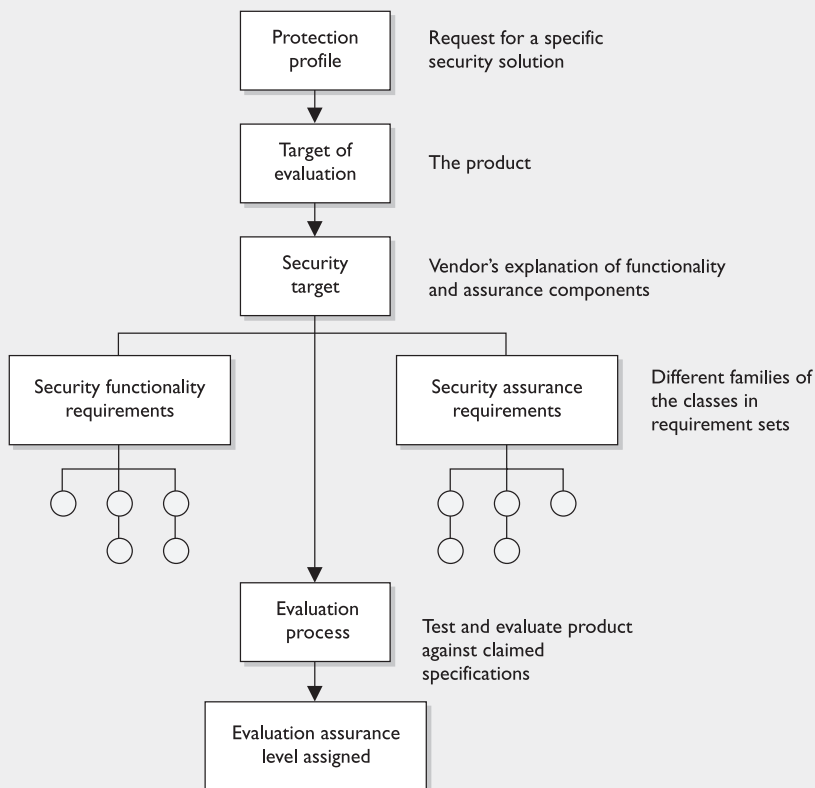 Protection
profile
Request for a specific
security solution
Target of
evaluation
The product
Security
target
Vendor's explanation of functionality
and assurance components
Security functionality
requirements
Security assurance
requirements
Different families of
the classes in
requirement sets
Evaluation
process
Test and evaluate product
against claimed
specifications
Evaluation assurance
level assigned